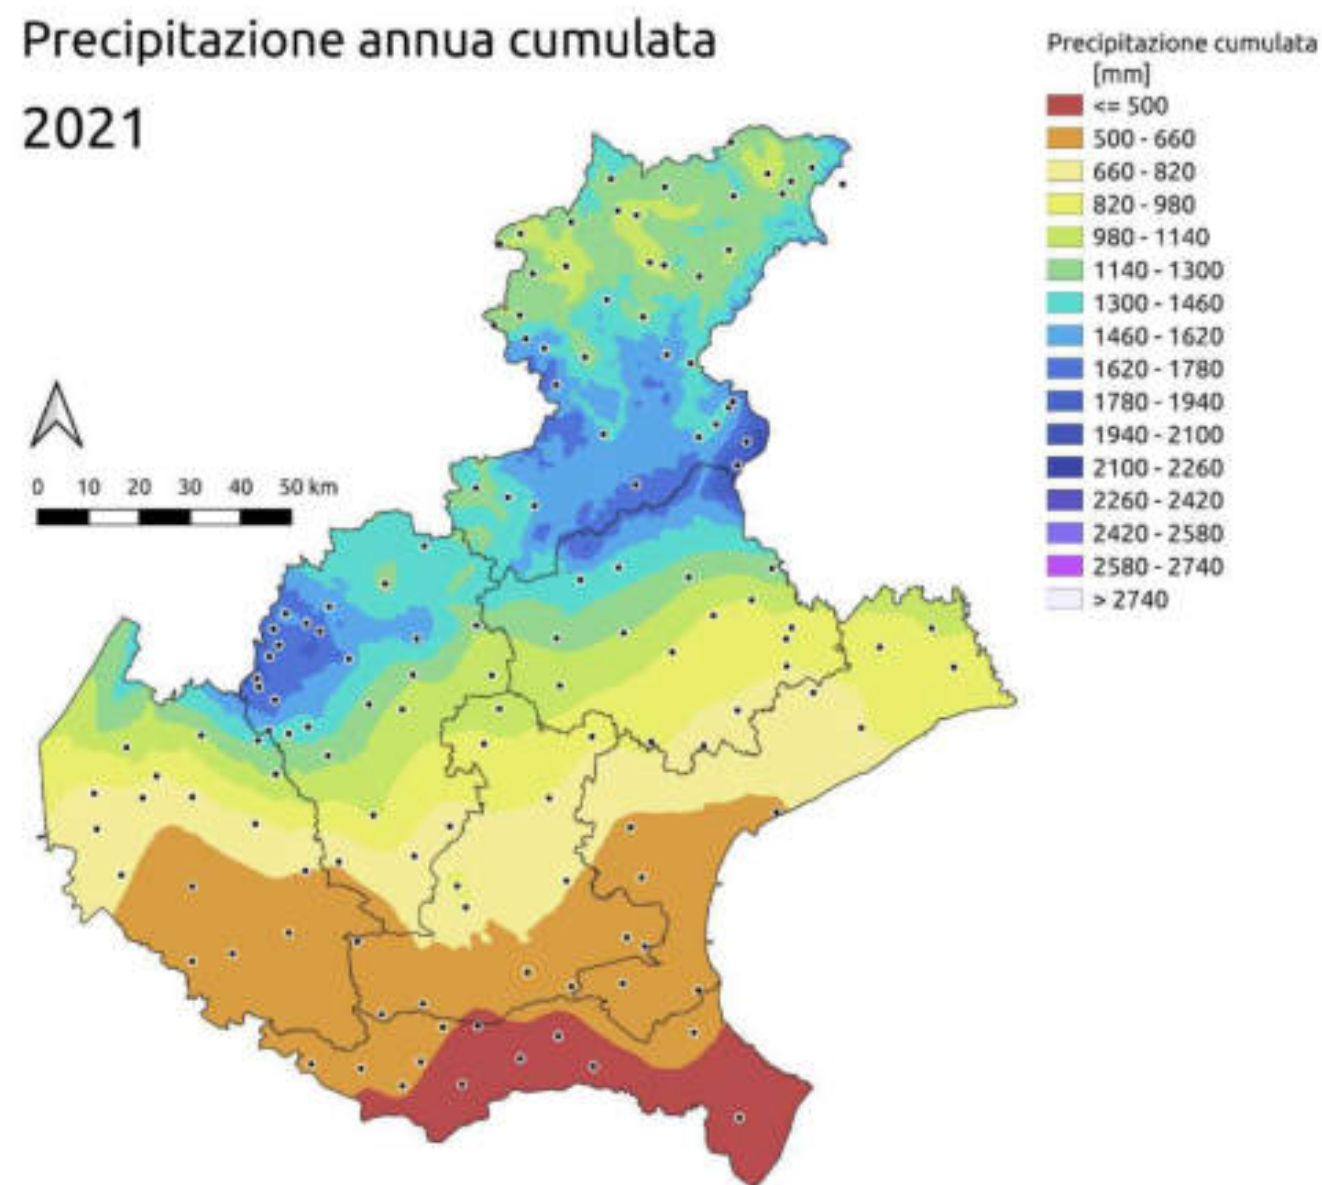 Precipitazione annua cumulata
2021
Precipitazione cumulata
[mm]
<= 500
500 - 660
660 - 820
820 - 980
980 - 1140
1140 - 1300
1300 - 1460
1460 - 1620
1620 - 1780
1780 - 1940
1940 - 2100
2100 - 2260
2260 - 2420
2420 - 2580
2580 - 2740
> 2740
0 10 20 30 40 50 km